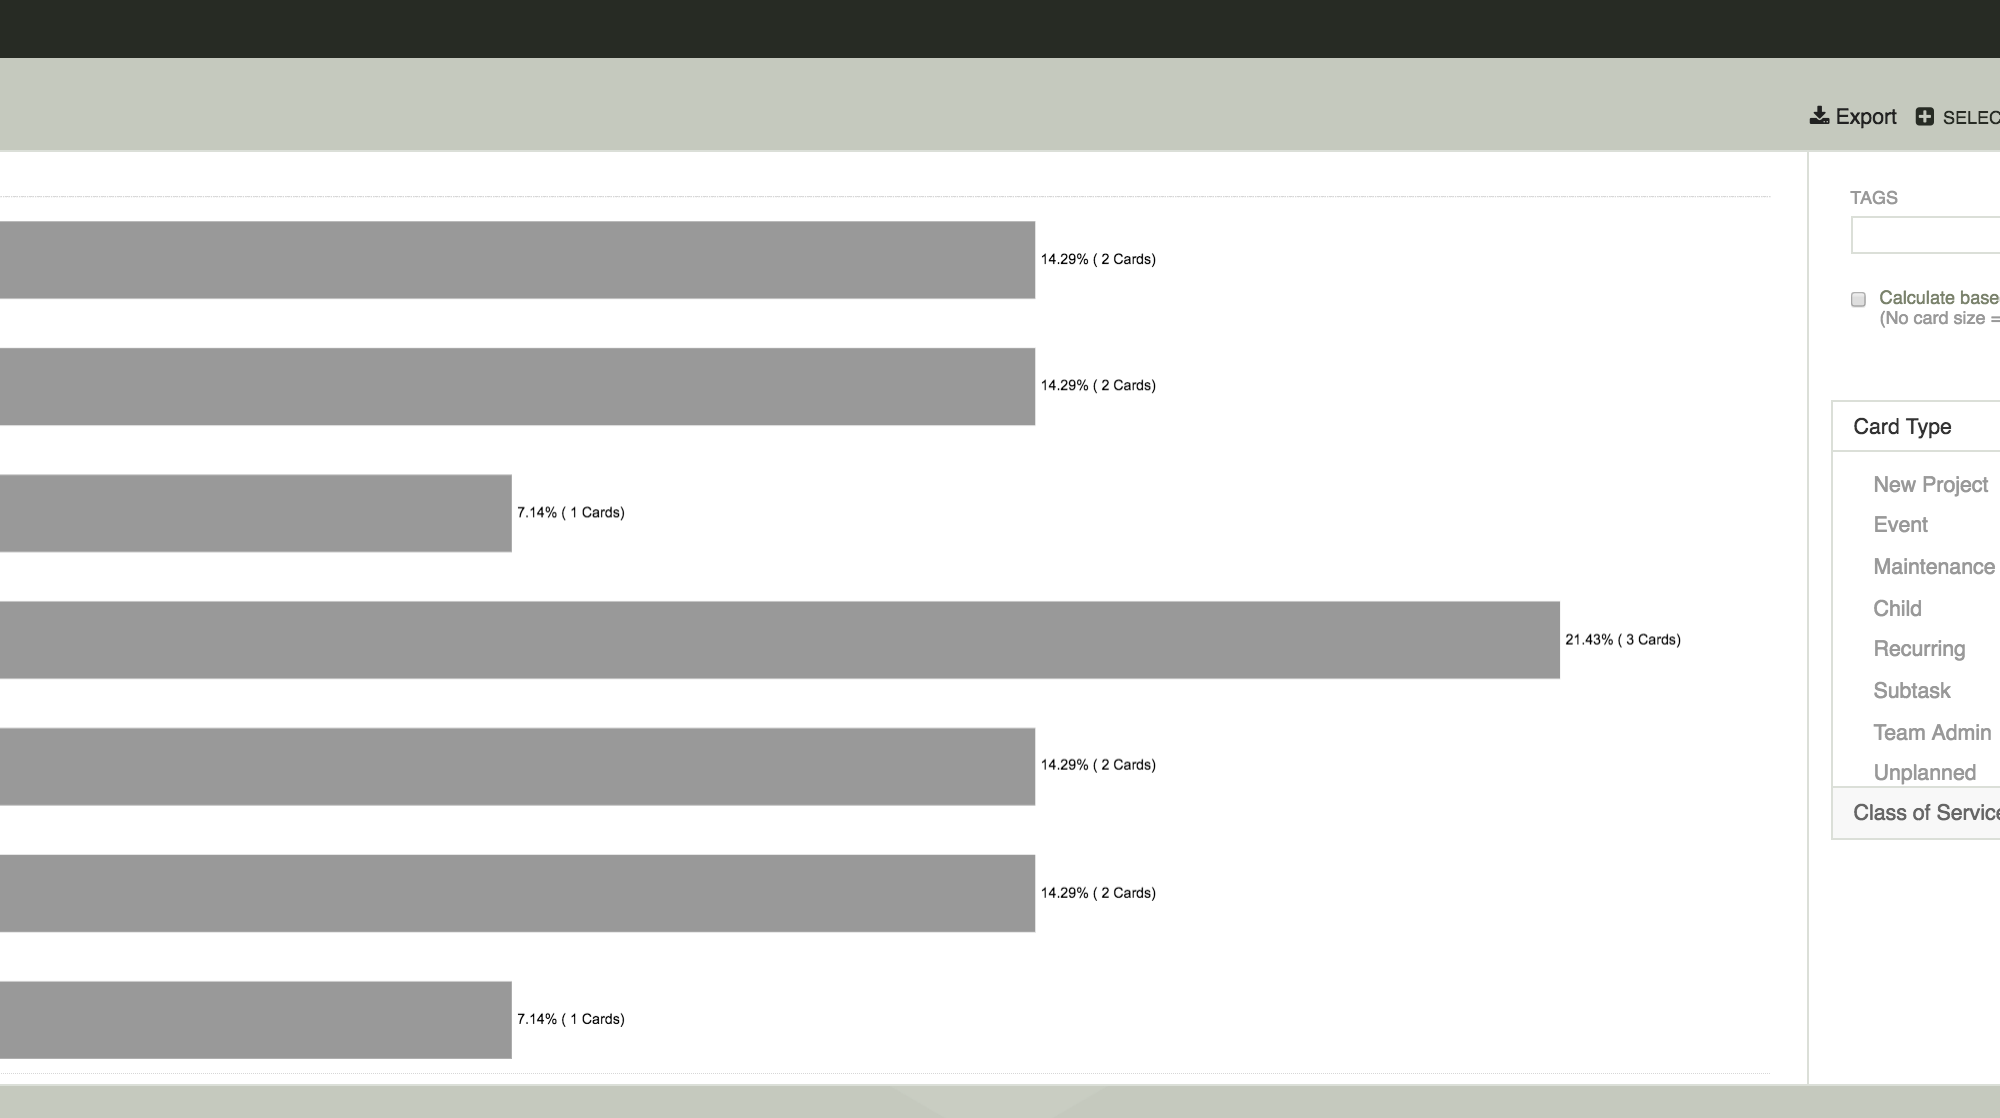 Export SELEC
TAGS
14.29% ( 2 Cards)
Calculate base
(No card size =
14.29% ( 2 Cards)
Card Type
New Project
7.14% ( 1 Cards)
Event
Maintenance
Child
21.43% ( 3 Cards)
Recurring
Subtask
Team Admin
14.29% ( 2 Cards)
Unplanned
Class of Service
14.29% ( 2 Cards)
7.14% ( 1 Cards)